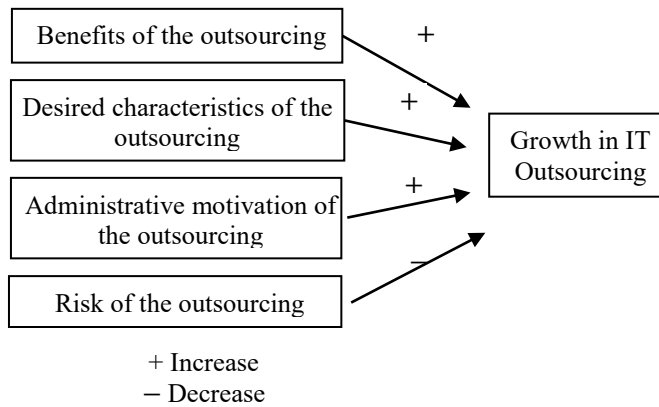 Benefits of the outsourcing
+
Desired characteristics of the
outsourcing
+
Growth in IT
Outsourcing
Administrative motivation of
the outsourcing
+
Risk of the outsourcing
−
+ Increase
− Decrease